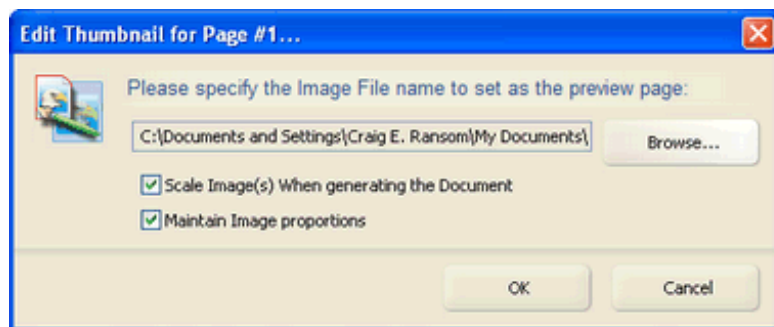 Edit Thumbnail for Page #1...
Please specify the Image File name to set as the preview page:
C:\Documents and Settings\Craig E. Ransom\My Documents\
Browse...
Scale Image(s) When generating the Document
Maintain Image proportions
OK
Cancel